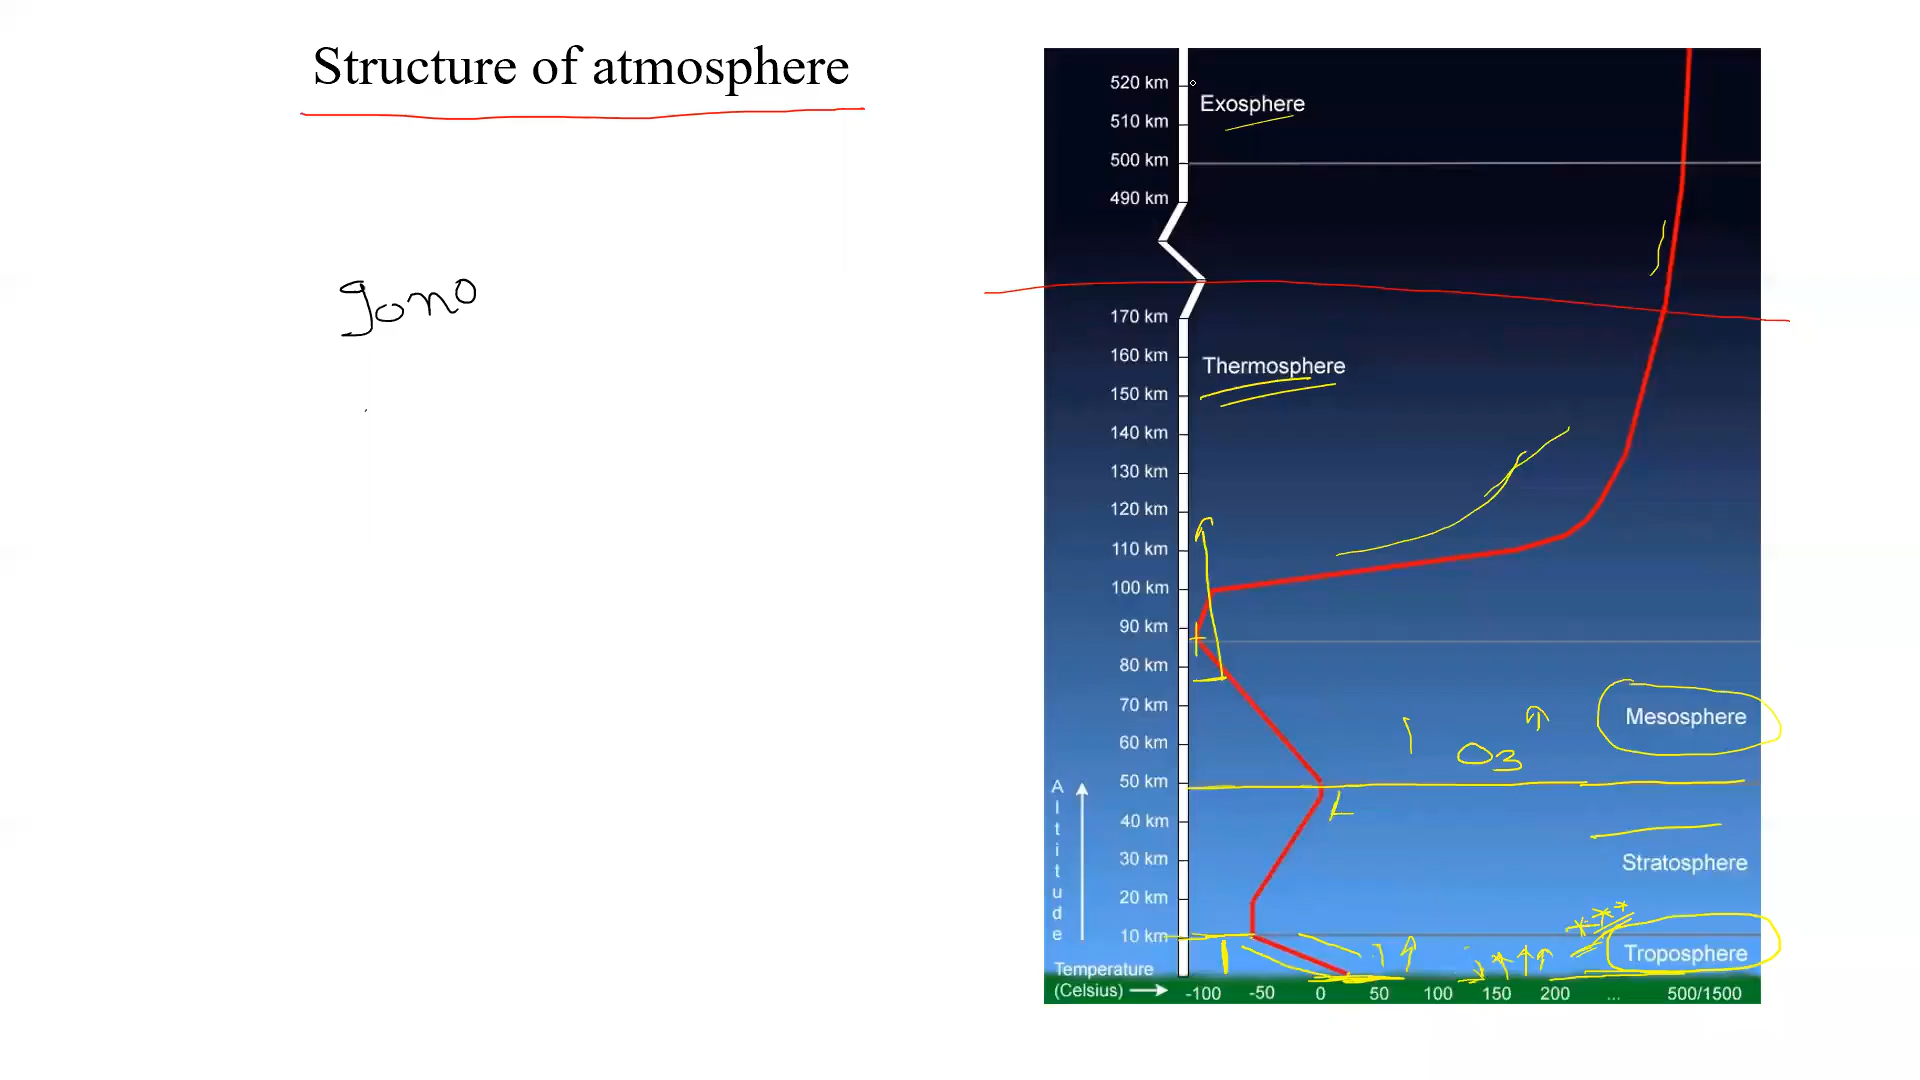 Structure of atmosphere
520 km
Exosphere
510 km
500 km
490 km
170 km
160 km
Thermosphere
150 km
140 km
130 km
120 km
110 km
100 km
90 km
80 km
70 km
Mesosphere
60 km
O3
50 km
40 km
30 km
Stratosphere
20 km
10 km
Troposphere
Altitude
Temperature
(Celsius)
-100 -50 0 50 100 150 200 ... 500/1500